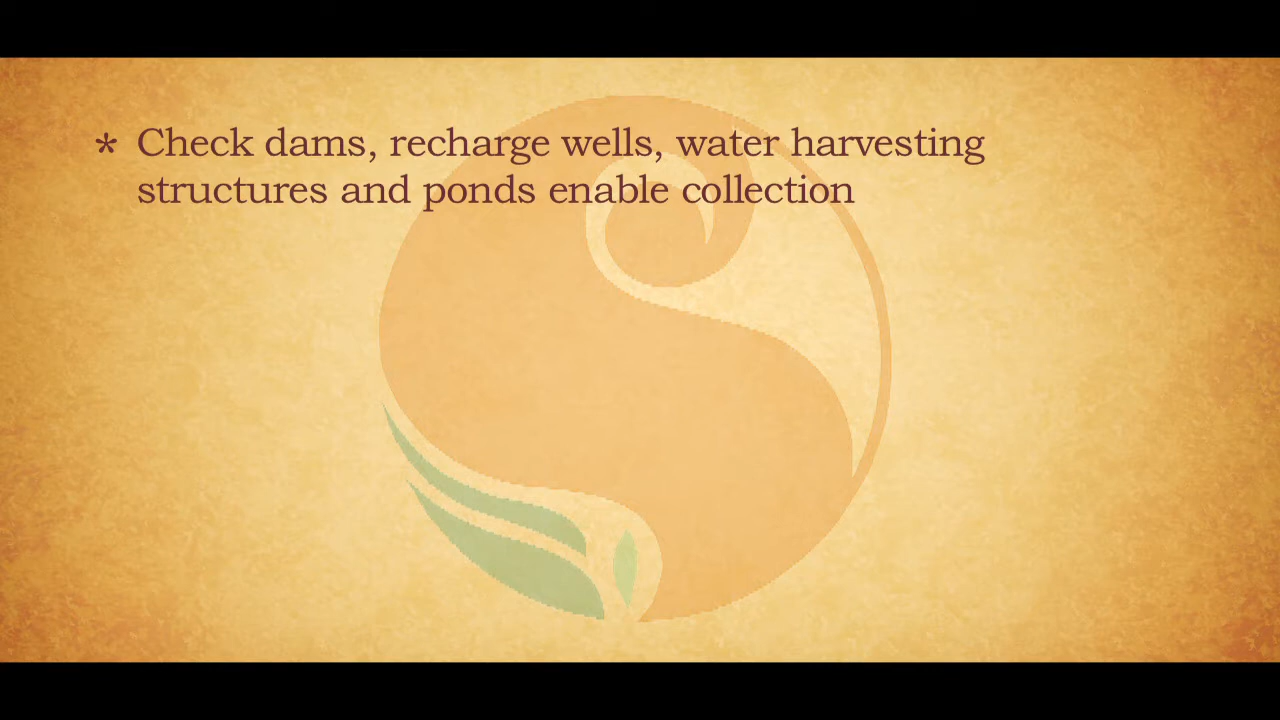 * Check dams, recharge wells, water harvesting
structures and ponds enable collection